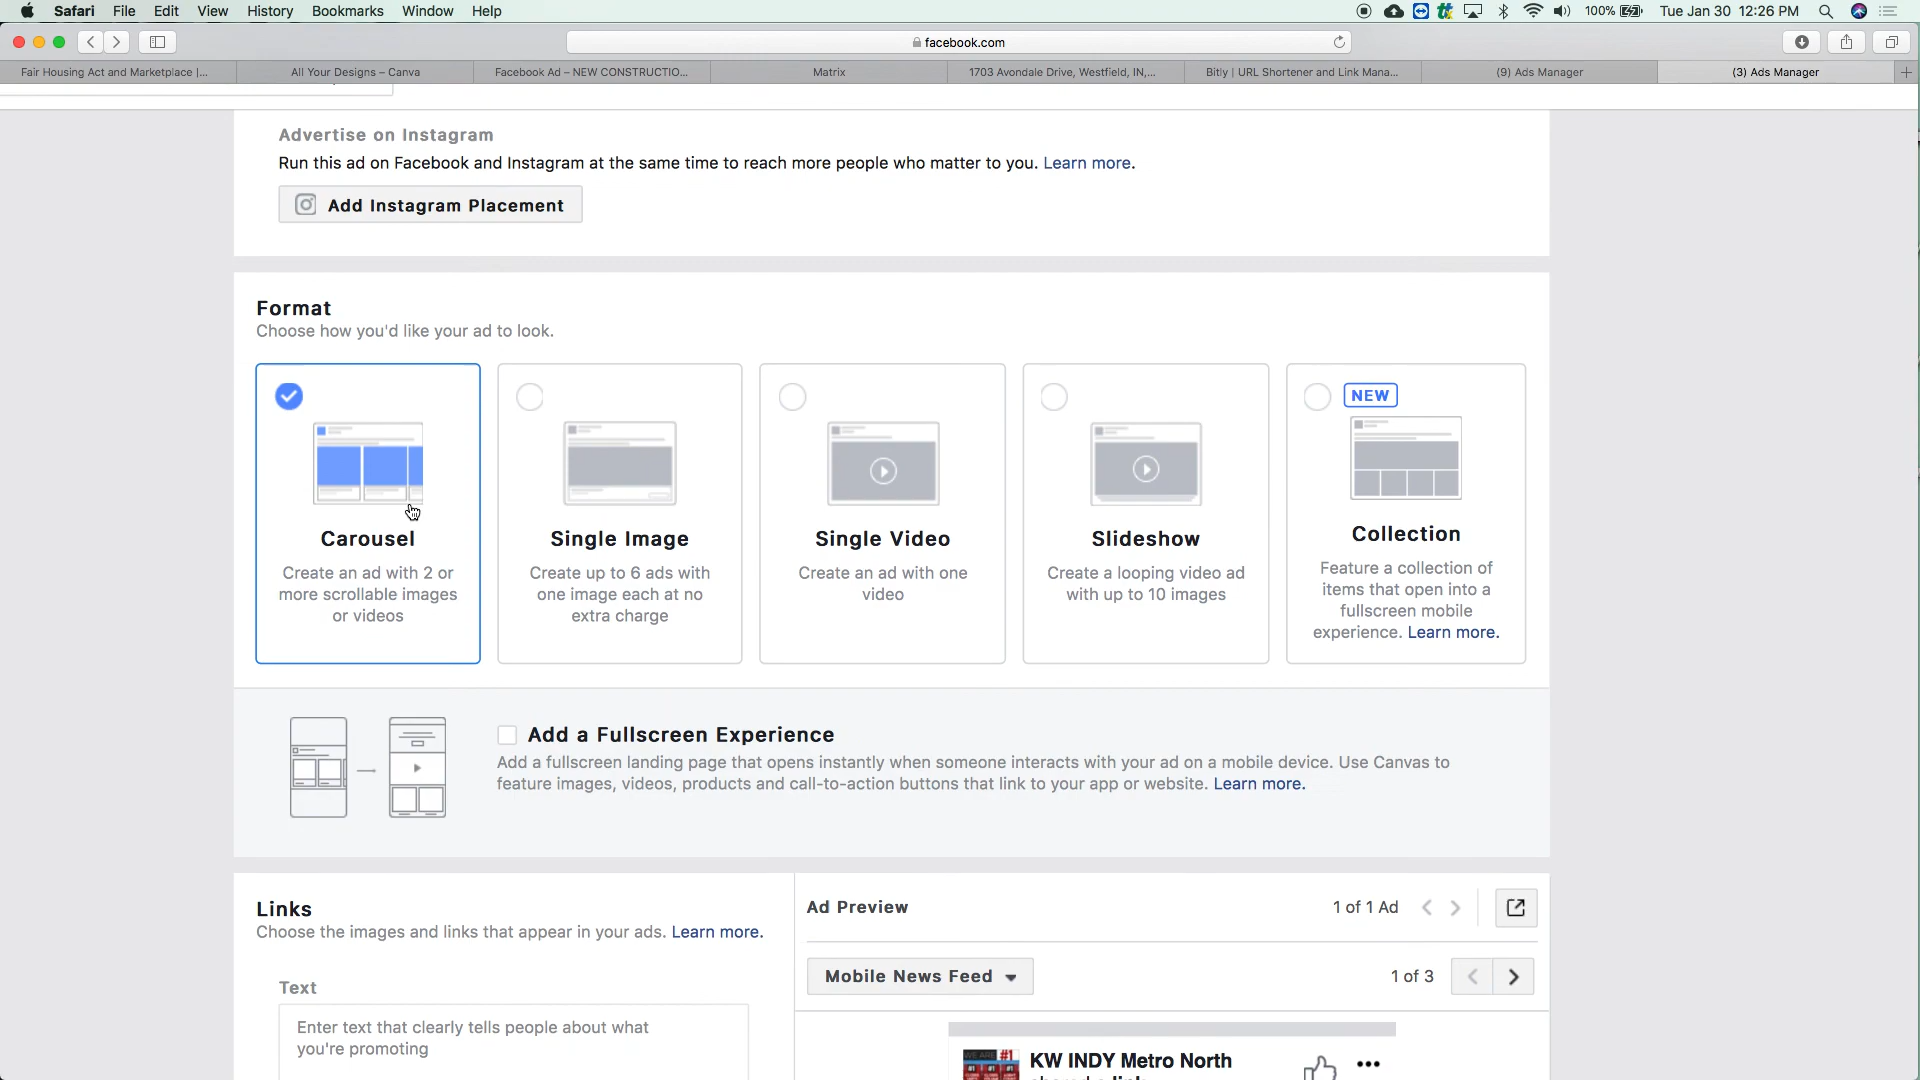 Safari File Edit View History Bookmarks Window Help 100% Tue Jan 30 12:26 PM
facebook.com
Fair Housing Act and Marketplace |... All Your Designs – Canva Facebook Ad – NEW CONSTRUCTIO... Matrix 1703 Avondale Drive, Westfield, IN,... Bitly | URL Shortener and Link Mana... (9) Ads Manager (3) Ads Manager
Advertise on Instagram
Run this ad on Facebook and Instagram at the same time to reach more people who matter to you. Learn more.
Add Instagram Placement
Format
Choose how you'd like your ad to look.
NEW
Carousel
Create an ad with 2 or
more scrollable images
or videos
Single Image
Create up to 6 ads with
one image each at no
extra charge
Single Video
Create an ad with one
video
Slideshow
Create a looping video ad
with up to 10 images
Collection
Feature a collection of
items that open into a
fullscreen mobile
experience. Learn more.
Add a Fullscreen Experience
Add a fullscreen landing page that opens instantly when someone interacts with your ad on a mobile device. Use Canvas to
feature images, videos, products and call-to-action buttons that link to your app or website. Learn more.
Links
Choose the images and links that appear in your ads. Learn more.
Text
Enter text that clearly tells people about what
you're promoting
Ad Preview
1 of 1 Ad
Mobile News Feed
1 of 3
WE ARE #1
KW INDY Metro North